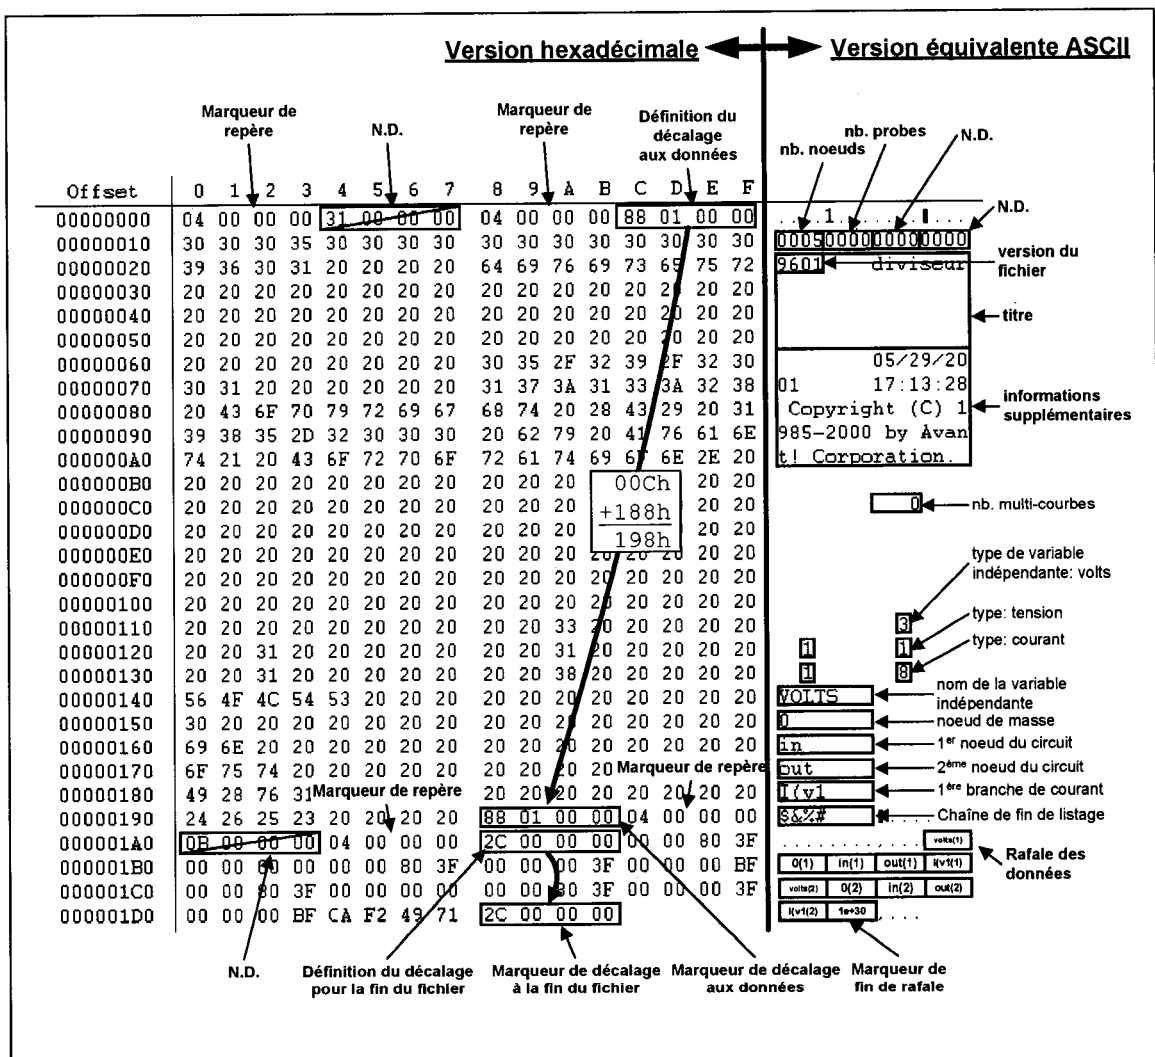 Version hexadécimale
Version équivalente ASCII
Marqueur de repère
N.D.
Marqueur de repère
Définition du décalage aux données
nb. noeuds
nb. probes
N.D.
Offset 0 1 2 3 4 5 6 7 8 9 A B C D E F
00000000 04 00 00 00 31 00 00 00 04 00 00 00 88 01 00 00 . . . . 1 . . . . . . . . . .
N.D.
00000010 30 30 30 35 30 30 30 30 30 30 30 30 30 30 30 30 0005000000000000
version du fichier
00000020 39 36 30 31 20 20 20 20 64 69 76 69 73 65 75 72 9601 diviseur
00000030 20 20 20 20 20 20 20 20 20 20 20 20 20 20 20 20
00000040 20 20 20 20 20 20 20 20 20 20 20 20 20 20 20 20
titre
00000050 20 20 20 20 20 20 20 20 20 20 20 20 20 20 20 20
00000060 20 20 20 20 20 20 20 20 30 35 2F 32 39 2F 32 30 05/29/20
00000070 30 31 20 20 20 20 20 20 31 37 3A 31 33 3A 32 38 01 17:13:28
00000080 20 43 6F 70 79 72 69 67 68 74 20 28 43 29 20 31 Copyright (C) 1
informations supplémentaires
00000090 39 38 35 2D 32 30 30 30 20 62 79 20 41 76 61 6E 985-2000 by Avan
000000A0 74 21 20 43 6F 72 70 6F 72 61 74 69 6F 6E 2E 20 t! Corporation.
000000B0 20 20 20 20 20 20 20 20 20 20 20 20 20
000000C0 20 20 20 20 20 20 20 20 20 20 20 20 20
000000D0 20 20 20 20 20 20 20 20 20 20 20 20 20
00Ch
+188h
198h
0
nb. multi-courbes
000000E0 20 20 20 20 20 20 20 20 20 20 20 20 20 20 20 20
000000F0 20 20 20 20 20 20 20 20 20 20 20 20 20 20 20 20
00000100 20 20 20 20 20 20 20 20 20 20 20 20 20 20 20 20
type de variable indépendante: volts
00000110 20 20 20 20 20 20 20 20 20 20 33 20 20 20 20 20 3
type: tension
00000120 20 20 31 20 20 20 20 20 20 20 31 20 20 20 20 20 1 1
type: courant
00000130 20 20 31 20 20 20 20 20 20 20 38 20 20 20 20 20 1 8
00000140 56 4F 4C 54 53 20 20 20 20 20 20 20 20 20 20 20 VOLTS
nom de la variable indépendante
00000150 30 20 20 20 20 20 20 20 20 20 20 20 20 20 20 20 0
noeud de masse
00000160 69 6E 20 20 20 20 20 20 20 20 20 20 20 20 20 20 in
1er noeud du circuit
00000170 6F 75 74 20 20 20 20 20 20 20 20 20 out
2ème noeud du circuit
Marqueur de repère
00000180 49 28 76 31 20 20 20 20 20 20 20 20 I(v1
1ère branche de courant
Marqueur de repère
00000190 24 26 25 23 20 20 20 20 88 01 00 00 04 00 00 00 $&%# . . . . .
Chaîne de fin de listage
000001A0 0B 00 00 00 04 00 00 00 2C 00 00 00 00 00 80 3F . . . . . . . . . . . . volts(1)
000001B0 00 00 00 00 00 00 80 3F 00 00 00 3F 00 00 00 BF 0(1) in(1) out(1) I(v1(1)
Rafale des données
000001C0 00 00 80 3F 00 00 00 00 00 00 80 3F 00 00 00 3F volts(2) 0(2) in(2) out(2)
000001D0 00 00 00 BF CA F2 49 71 2C 00 00 00 I(v1(2) 1e+30 . . . .
N.D.
Définition du décalage pour la fin du fichier
Marqueur de décalage à la fin du fichier
Marqueur de décalage aux données
Marqueur de fin de rafale